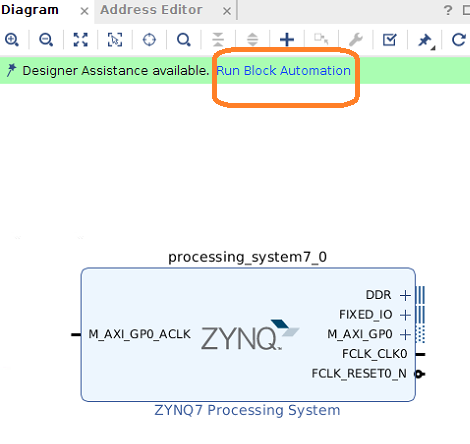 Diagram × Address Editor × ?
Designer Assistance available. Run Block Automation
processing_system7_0
DDR
FIXED_IO
M_AXI_GP0_ACLK ZYNQ M_AXI_GP0
FCLK_CLK0
FCLK_RESET0_N
ZYNQ7 Processing System